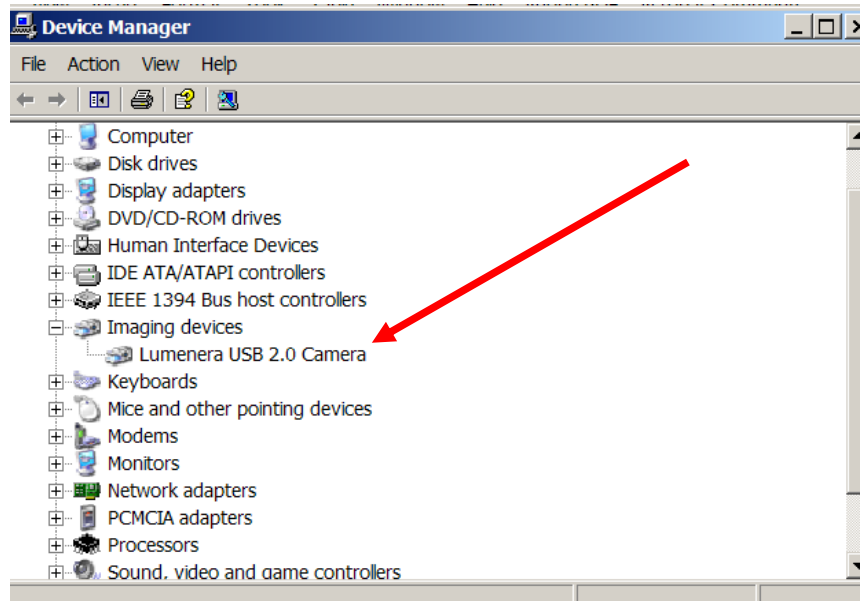 Device Manager
File Action View Help
Computer
Disk drives
Display adapters
DVD/CD-ROM drives
Human Interface Devices
IDE ATA/ATAPI controllers
IEEE 1394 Bus host controllers
Imaging devices
Lumenera USB 2.0 Camera
Keyboards
Mice and other pointing devices
Modems
Monitors
Network adapters
PCMCIA adapters
Processors
Sound, video and game controllers